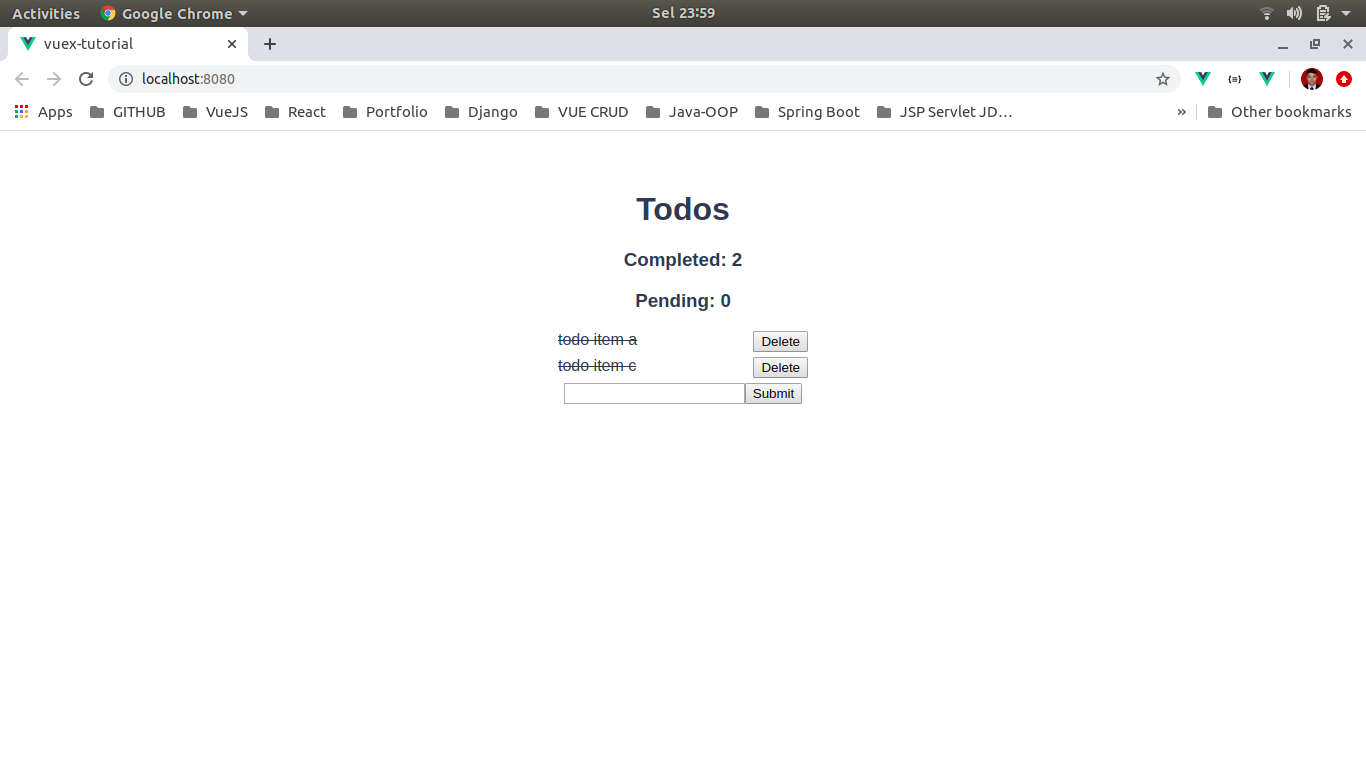 Activities Google Chrome Sel 23:59
vuex-tutorial
localhost:8080
Apps GITHUB VueJS React Portfolio Django VUE CRUD Java-OOP Spring Boot JSP Servlet JD… » Other bookmarks
Todos
Completed: 2
Pending: 0
todo item a Delete
todo item c Delete
Submit